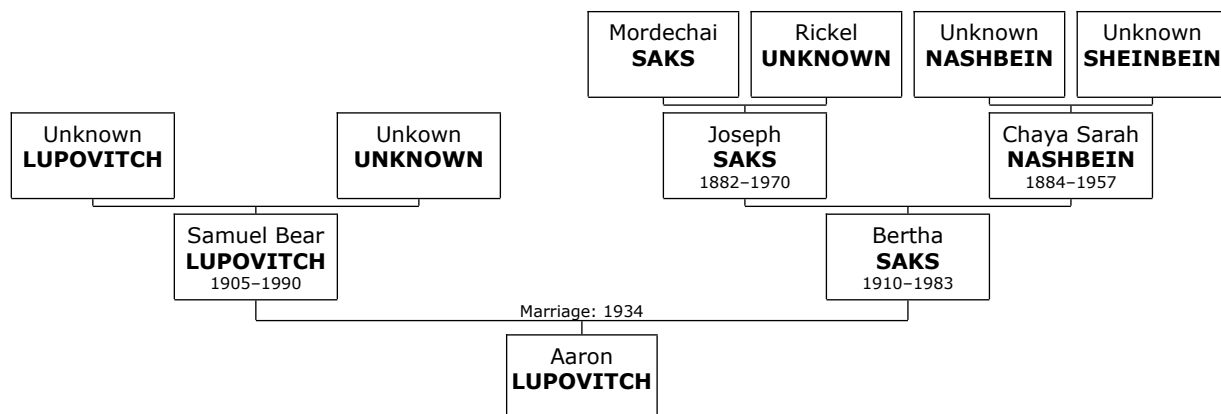 Mordechai
SAKS
Rickel
UNKNOWN
Unknown
NASHBEIN
Unknown
SHEINBEIN
Unknown
LUPOVITCH
Unkown
UNKNOWN
Joseph
SAKS
1882–1970
Chaya Sarah
NASHBEIN
1884–1957
Samuel Bear
LUPOVITCH
1905–1990
Bertha
SAKS
1910–1983
Marriage: 1934
Aaron
LUPOVITCH